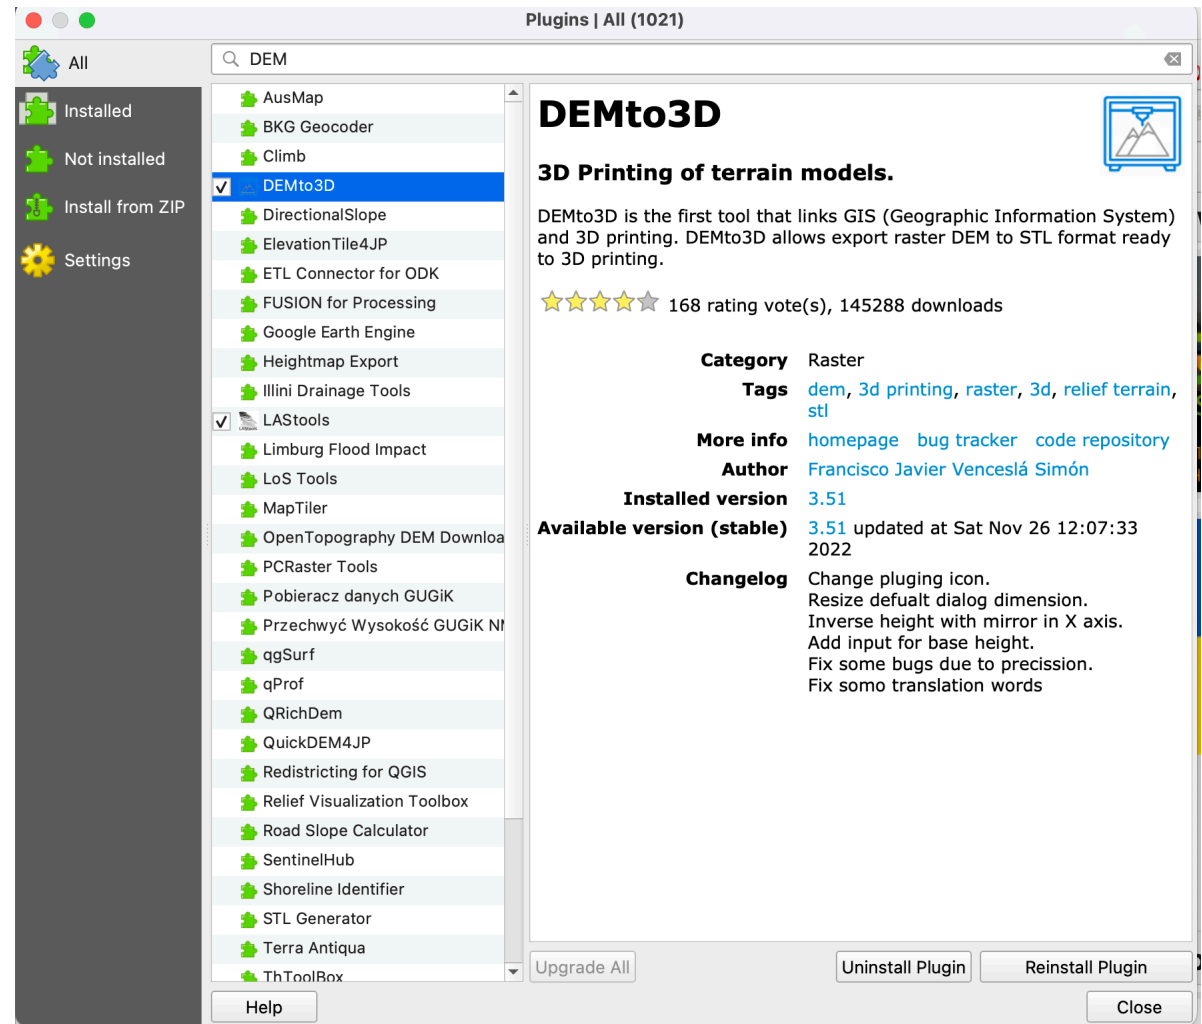 Plugins | All (1021)
All
Installed
Not installed
Install from ZIP
Settings
DEM
AusMap
BKG Geocoder
Climb
DEMto3D
DirectionalSlope
ElevationTile4JP
ETL Connector for ODK
FUSION for Processing
Google Earth Engine
Heightmap Export
Illini Drainage Tools
LAStools
Limburg Flood Impact
LoS Tools
MapTiler
OpenTopography DEM Downloa
PCRaster Tools
Pobieracz danych GUGiK
Przechwyć Wysokość GUGiK NM
qgSurf
qProf
QRichDem
QuickDEM4JP
Redistricting for QGIS
Relief Visualization Toolbox
Road Slope Calculator
SentinelHub
Shoreline Identifier
STL Generator
Terra Antiqua
ThToolBox
DEMto3D
3D Printing of terrain models.
DEMto3D is the first tool that links GIS (Geographic Information System)
and 3D printing. DEMto3D allows export raster DEM to STL format ready
to 3D printing.
168 rating vote(s), 145288 downloads
Category Raster
Tags dem, 3d printing, raster, 3d, relief terrain,
stl
More info homepage bug tracker code repository
Author Francisco Javier Venceslá Simón
Installed version 3.51
Available version (stable) 3.51 updated at Sat Nov 26 12:07:33
2022
Changelog Change pluging icon.
Resize defualt dialog dimension.
Inverse height with mirror in X axis.
Add input for base height.
Fix some bugs due to precission.
Fix somo translation words
Upgrade All
Uninstall Plugin
Reinstall Plugin
Help
Close